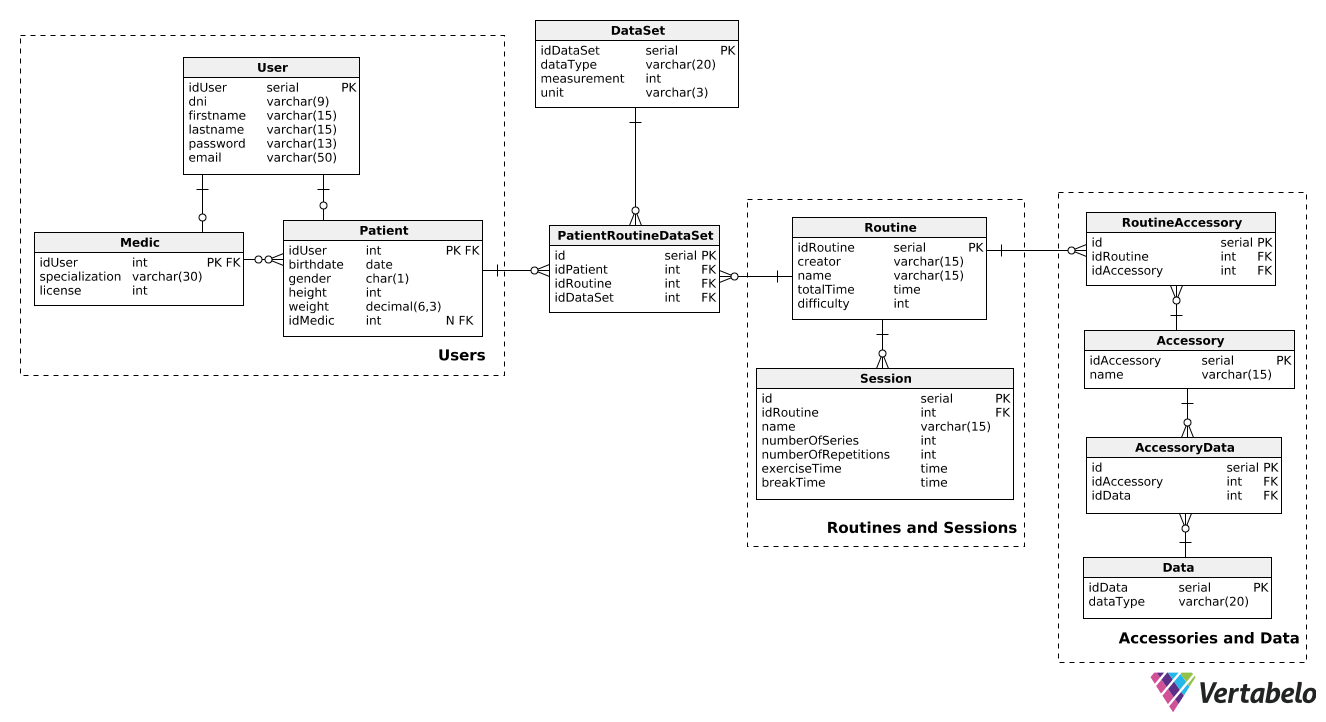 DataSet
idDataSet serial PK
dataType varchar(20)
measurement int
unit varchar(3)
User
idUser serial PK
dni varchar(9)
firstname varchar(15)
lastname varchar(15)
password varchar(13)
email varchar(50)
Medic
idUser int PK FK
specialization varchar(30)
license int
Patient
idUser int PK FK
birthdate date
gender char(1)
height int
weight decimal(6,3)
idMedic int N FK
Users
PatientRoutineDataSet
id serial PK
idPatient int FK
idRoutine int FK
idDataSet int FK
Routine
idRoutine serial PK
creator varchar(15)
name varchar(15)
totalTime time
difficulty int
Session
id serial PK
idRoutine int FK
name varchar(15)
numberOfSeries int
numberOfRepetitions int
exerciseTime time
breakTime time
Routines and Sessions
RoutineAccessory
id serial PK
idRoutine int FK
idAccessory int FK
Accessory
idAccessory serial PK
name varchar(15)
AccessoryData
id serial PK
idAccessory int FK
idData int FK
Data
idData serial PK
dataType varchar(20)
Accessories and Data
Vertabelo